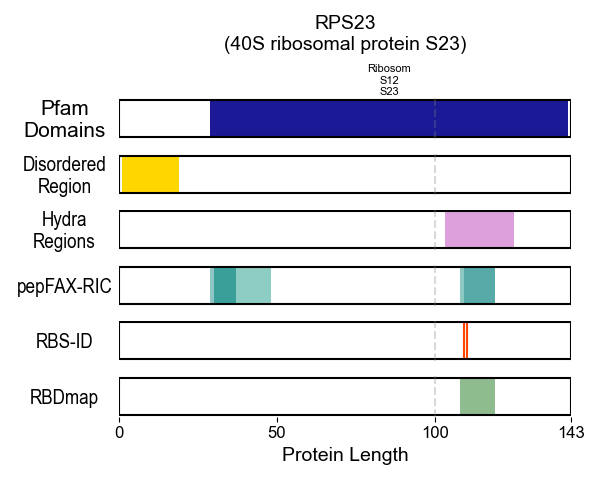 RPS23
(40S ribosomal protein S23)
Ribosom
S12
S23
Pfam
Domains
Disordered
Region
Hydra
Regions
pepFAX-RIC
RBS-ID
RBDmap
0 50 100 143
Protein Length